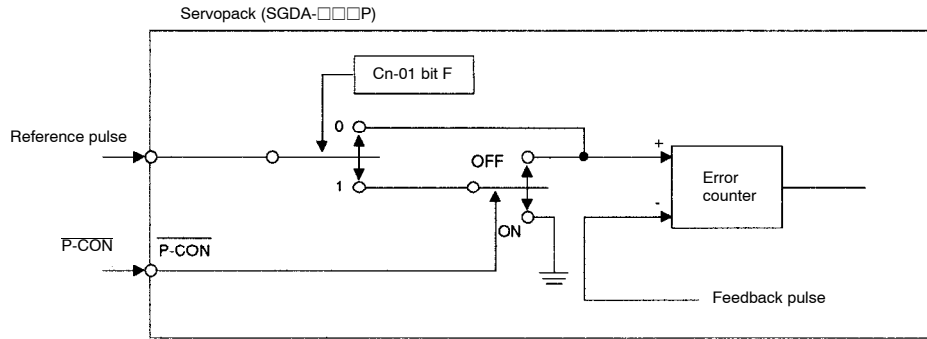 Servopack (SGDA-□□□P)
Cn-01 bit F
Reference pulse
0
1
OFF
ON
+
-
Error
counter
P-CON
P-CON
Feedback pulse